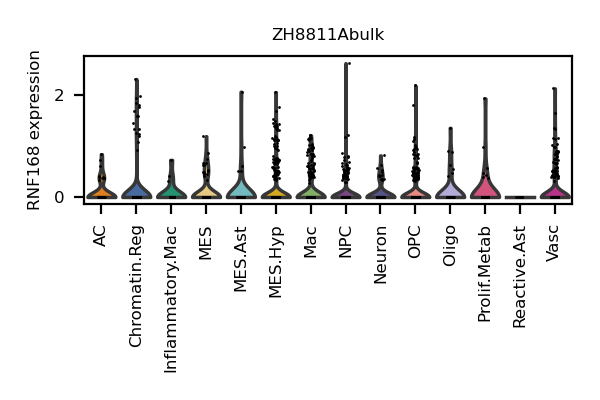 ZH8811Abulk
RNF168 expression
2
0
AC
Chromatin.Reg
Inflammatory.Mac
MES
MES.Ast
MES.Hyp
Mac
NPC
Neuron
OPC
Oligo
Prolif.Metab
Reactive.Ast
Vasc